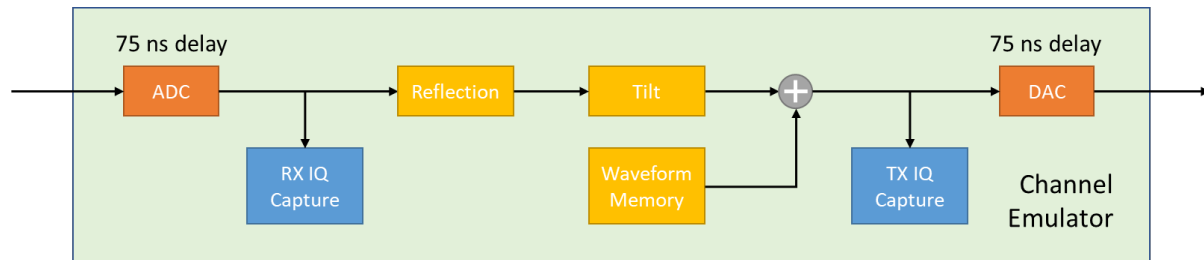 75 ns delay
75 ns delay
ADC
Reflection
Tilt
DAC
RX IQ
Capture
Waveform
Memory
TX IQ
Capture
Channel
Emulator